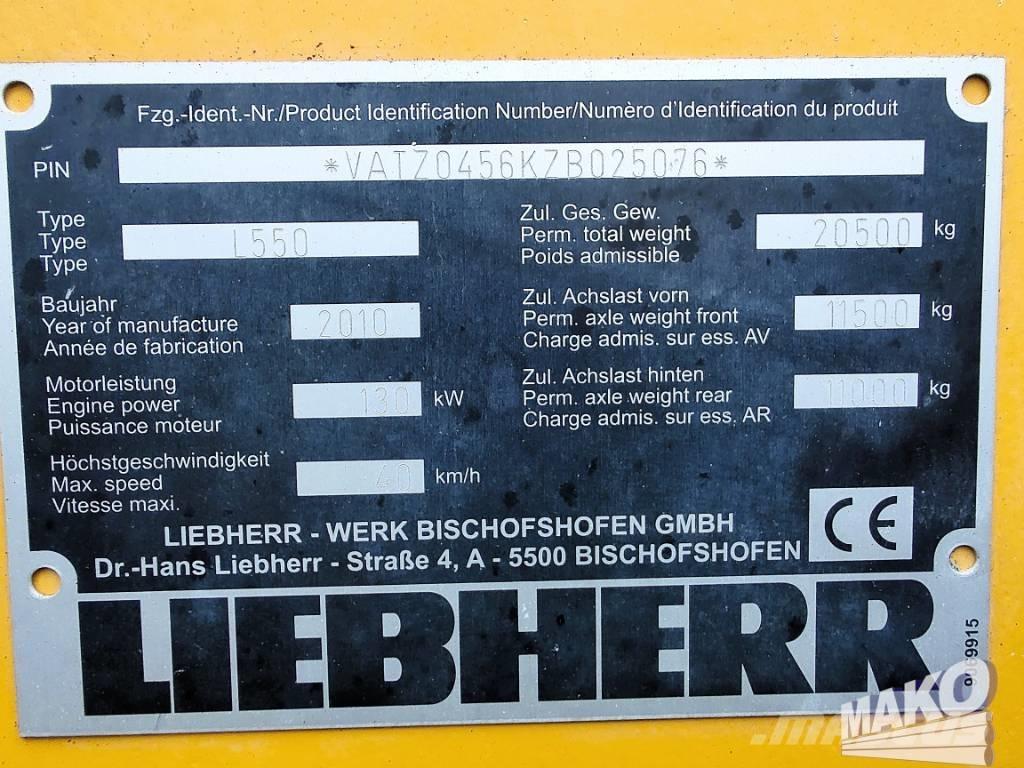 Fzg.-Ident.-Nr./Product Identification Number/Numèro d'Identification du produit
PIN *VATZ0456KZB025076*
Type
Type
Type
L550
Baujahr
Year of manufacture
Année de fabrication
2010
Motorleistung
Engine power
Puissance moteur
130 kW
Höchstgeschwindigkeit
Max. speed
Vitesse maxi.
40 km/h
Zul. Ges. Gew.
Perm. total weight
Poids admissible
20500 kg
Zul. Achslast vorn
Perm. axle weight front
Charge admis. sur ess. AV
11500 kg
Zul. Achslast hinten
Perm. axle weight rear
Charge admis. sur ess. AR
11000 kg
CE
LIEBHERR - WERK BISCHOFSHOFEN GMBH
Dr.-Hans Liebherr - Straße 4, A - 5500 BISCHOFSHOFEN
LIEBHERR
9069915
MAKO